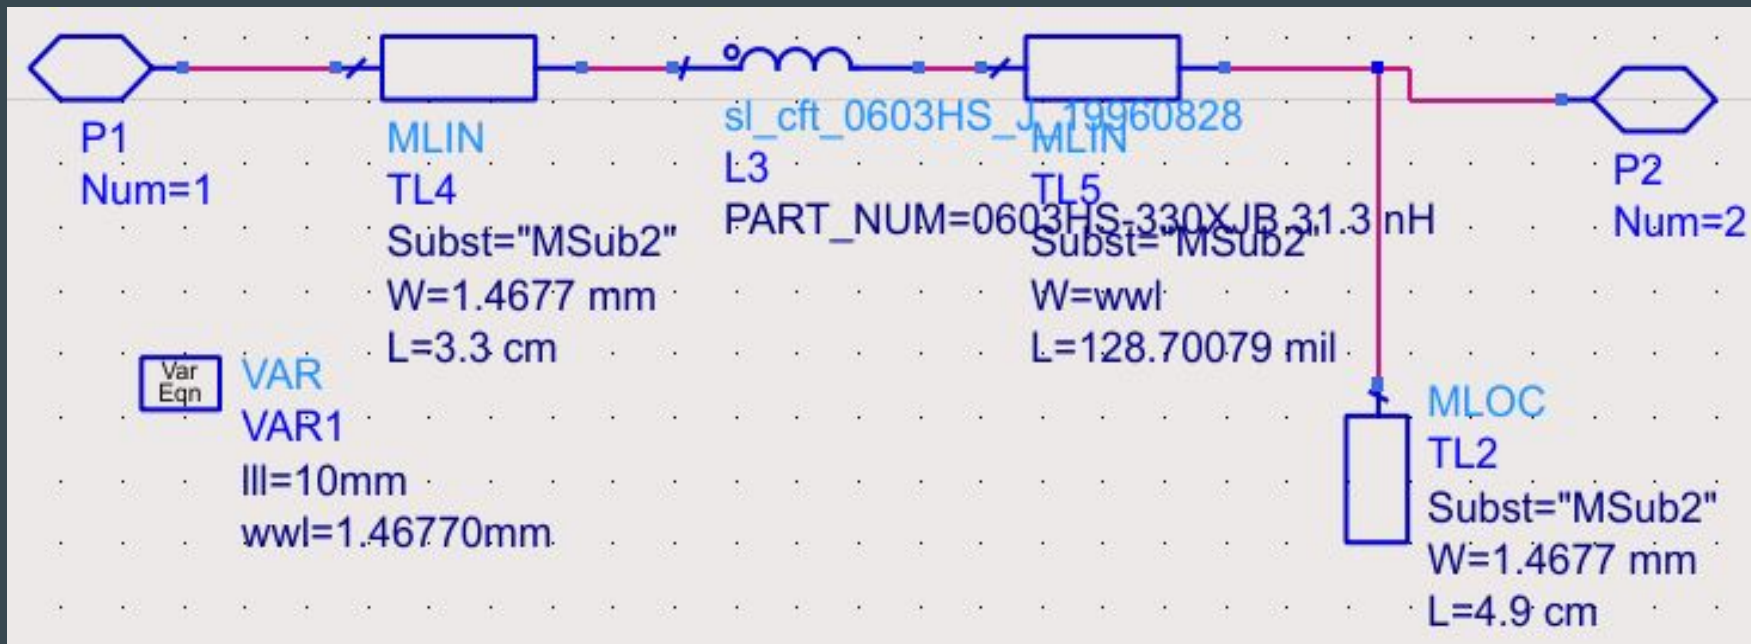 P1
Num=1
MLIN
TL4
Subst="MSub2"
W=1.4677 mm
L=3.3 cm
sl_cft_0603HS_J_19960828
L3
PART_NUM=0603HS-330XJB 31.3 nH
MLIN
TL5
Subst="MSub2"
W=wwl
L=128.70079 mil
P2
Num=2
Var
Eqn
VAR
VAR1
lll=10mm
wwl=1.46770mm
MLOC
TL2
Subst="MSub2"
W=1.4677 mm
L=4.9 cm